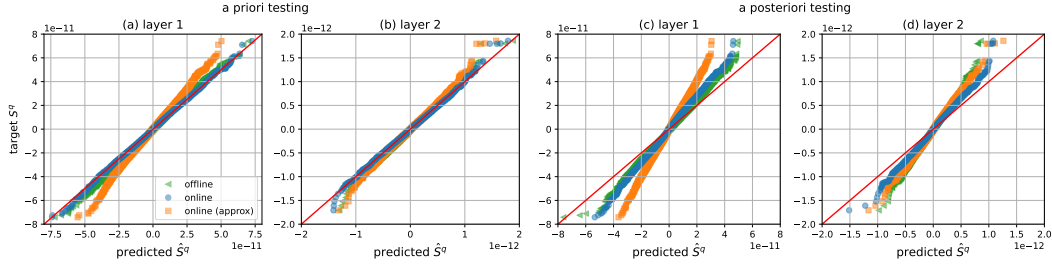 a priori testing
a posteriori testing
(a) layer 1
(b) layer 2
(c) layer 1
(d) layer 2
1e−11
1e−12
1e−11
1e−12
target S^q
8
6
4
2
0
−2
−4
−6
−8
2.0
1.5
1.0
0.5
0.0
−0.5
−1.0
−1.5
−2.0
8
6
4
2
0
−2
−4
−6
−8
2.0
1.5
1.0
0.5
0.0
−0.5
−1.0
−1.5
−2.0
offline
online
online (approx)
−7.5 −5.0 −2.5 0.0 2.5 5.0 7.5
−2 −1 0 1 2
−8 −6 −4 −2 0 2 4 6 8
−2.0 −1.5 −1.0 −0.5 0.0 0.5 1.0 1.5 2.0
predicted Ŝ^q 1e−11
predicted Ŝ^q 1e−12
predicted Ŝ^q 1e−11
predicted Ŝ^q 1e−12